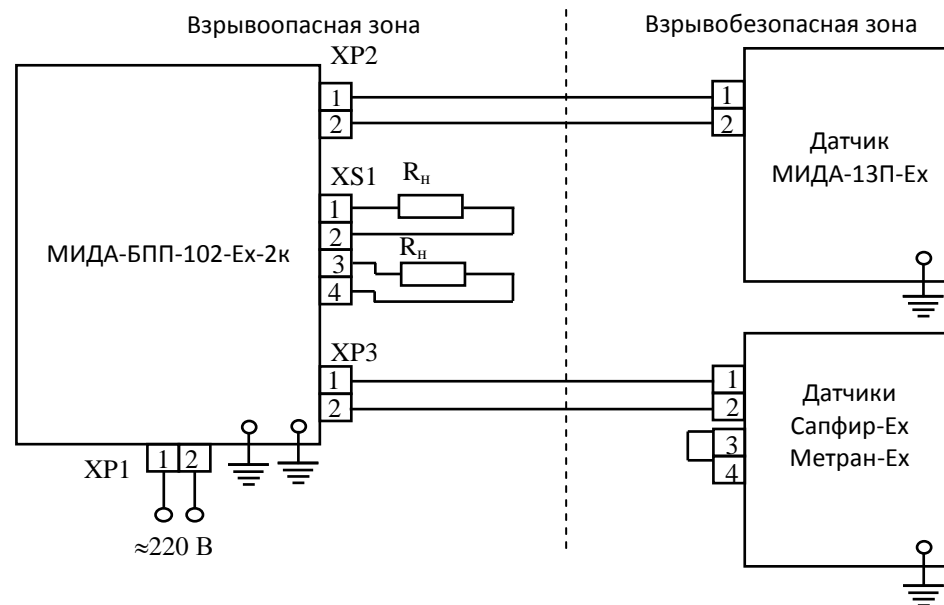 Взрывоопасная зона
Взрывобезопасная зона
XP2
1
2
1
2
Датчик
МИДА-13П-Ех
XS1
Rн
1
2
Rн
3
4
МИДА-БПП-102-Ех-2к
XP3
1
2
1
2
3
4
Датчики
Сапфир-Ех
Метран-Ех
XP1
1
2
≈220 В